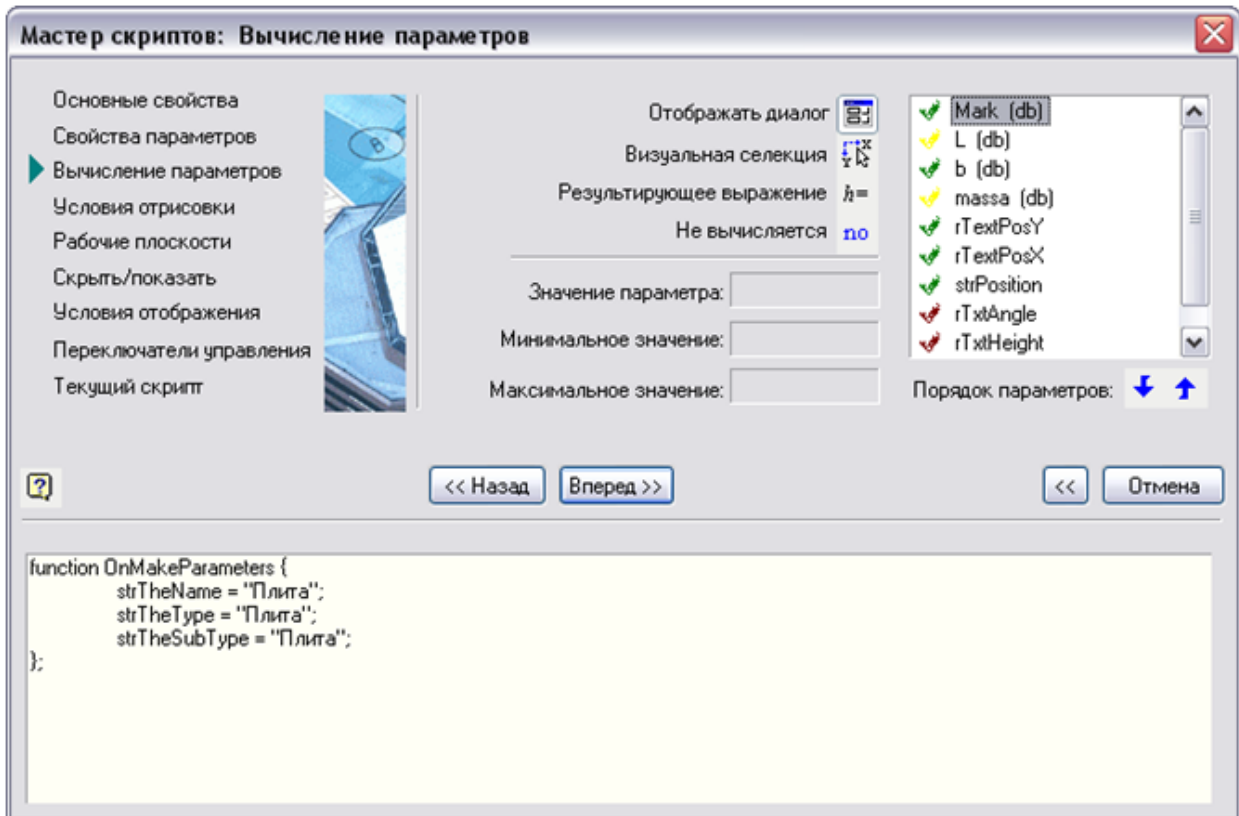 Мастер скриптов: Вычисление параметров
Основные свойства
Свойства параметров
Вычисление параметров
Условия отрисовки
Рабочие плоскости
Скрыть/показать
Условия отображения
Переключатели управления
Текущий скрипт
Отображать диалог
Визуальная селекция
Результирующее выражение h=
Не вычисляется no
Значение параметра:
Минимальное значение:
Максимальное значение:
Mark (db)
L (db)
b (db)
massa (db)
rTextPosY
rTextPosX
strPosition
rTxtAngle
rTxtHeight
Порядок параметров:
<< Назад Вперед >> << Отмена
function OnMakeParameters {
strTheName = "Плита";
strTheType = "Плита";
strTheSubType = "Плита";
};